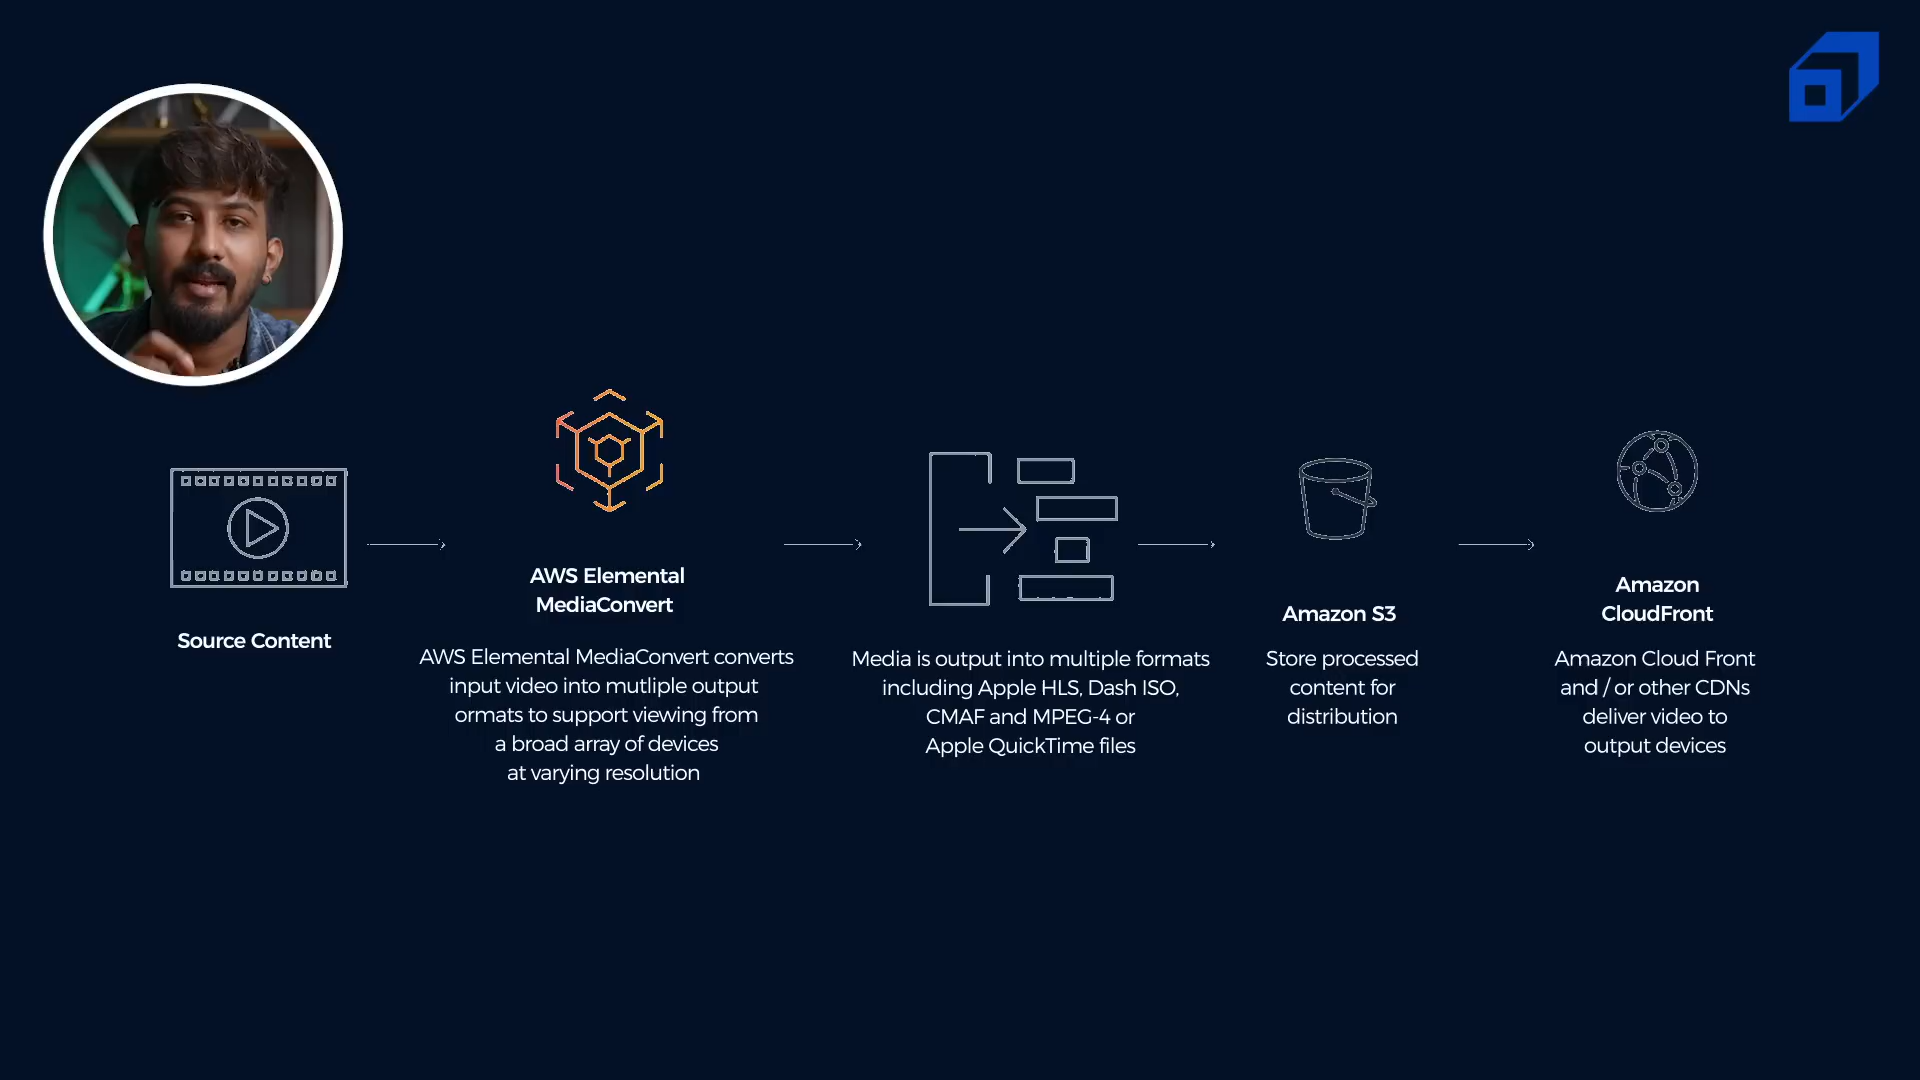 Source Content
AWS Elemental
MediaConvert
AWS Elemental MediaConvert converts
input video into mutliple output
ormats to support viewing from
a broad array of devices
at varying resolution
Media is output into multiple formats
including Apple HLS, Dash ISO,
CMAF and MPEG-4 or
Apple QuickTime files
Amazon S3
Store processed
content for
distribution
Amazon
CloudFront
Amazon Cloud Front
and / or other CDNs
deliver video to
output devices